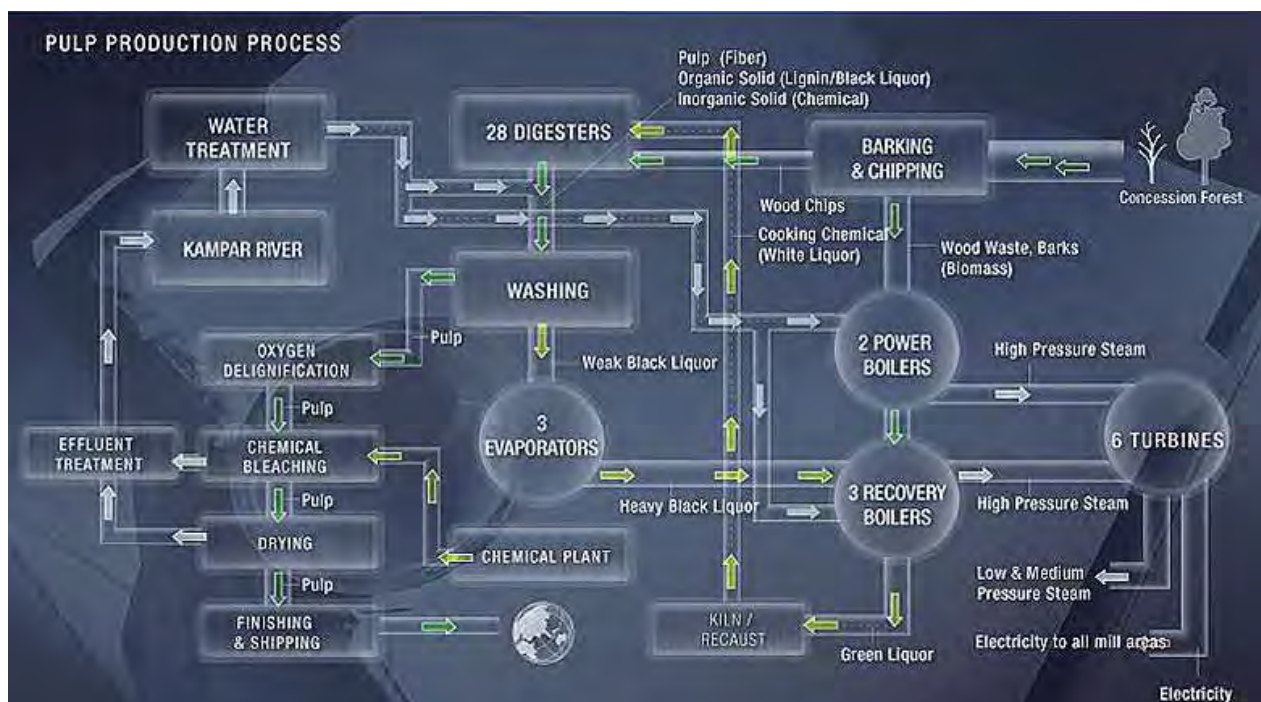 PULP PRODUCTION PROCESS
Pulp (Fiber)
Organic Solid (Lignin/Black Liquor)
Inorganic Solid (Chemical)
WATER
TREATMENT
28 DIGESTERS
BARKING
& CHIPPING
Concession Forest
Wood Chips
KAMPAR RIVER
Cooking Chemical
(White Liquor)
Wood Waste, Barks
(Biomass)
WASHING
Pulp
OXYGEN
DELIGNIFICATION
Weak Black Liquor
2 POWER
BOILERS
High Pressure Steam
Pulp
3
EVAPORATORS
6 TURBINES
EFFLUENT
TREATMENT
CHEMICAL
BLEACHING
Pulp
Heavy Black Liquor
3 RECOVERY
BOILERS
High Pressure Steam
DRYING
CHEMICAL PLANT
Pulp
Low & Medium
Pressure Steam
FINISHING
& SHIPPING
KILN /
RECAUST
Green Liquor
Electricity to all mill areas
Electricity